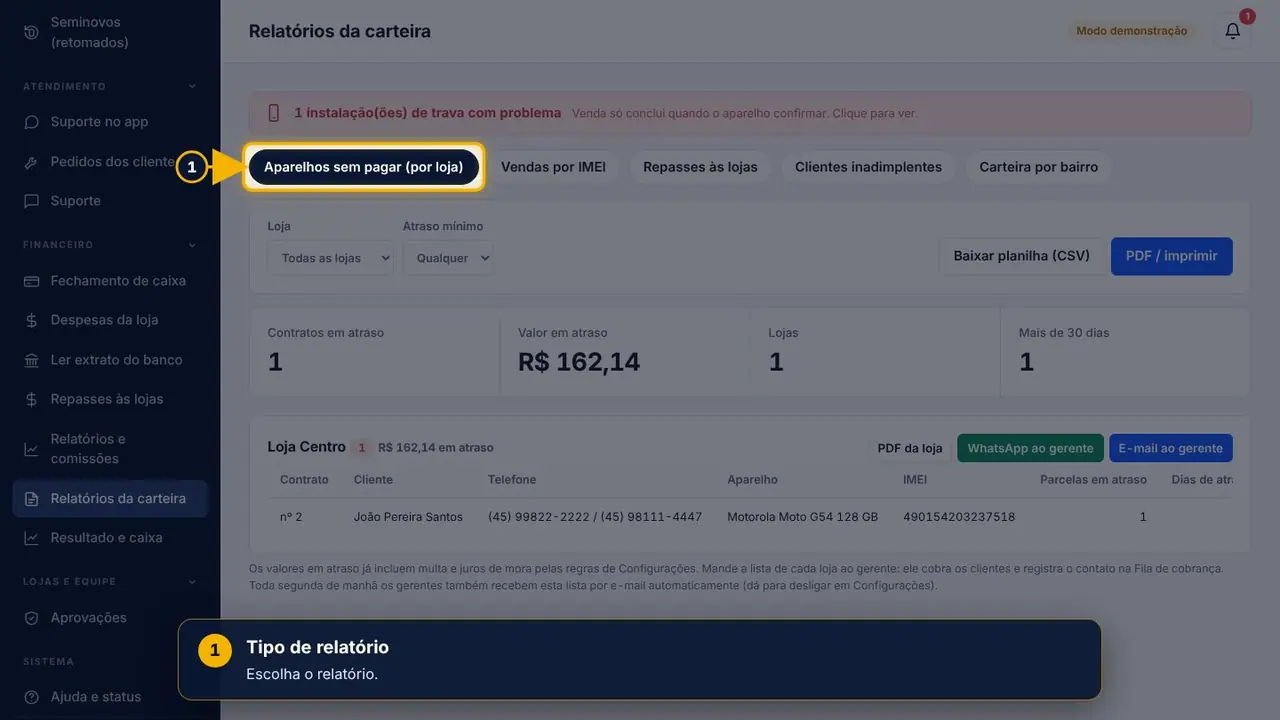 Seminovos
(retomados)
ATENDIMENTO
Suporte no app
Pedidos dos cliente
Suporte
FINANCEIRO
Fechamento de caixa
Despesas da loja
Ler extrato do banco
Repasses às lojas
Relatórios e
comissões
Relatórios da carteira
Resultado e caixa
LOJAS E EQUIPE
Aprovações
SISTEMA
Ajuda e status
Relatórios da carteira
Modo demonstração
1
1 instalação(ões) de trava com problema Venda só conclui quando o aparelho confirmar. Clique para ver.
1
Aparelhos sem pagar (por loja) Vendas por IMEI Repasses às lojas Clientes inadimplentes Carteira por bairro
Loja Atraso mínimo
Todas as lojas Qualquer Baixar planilha (CSV) PDF / imprimir
Contratos em atraso Valor em atraso Lojas Mais de 30 dias
1 R$ 162,14 1 1
Loja Centro 1 R$ 162,14 em atraso PDF da loja WhatsApp ao gerente E-mail ao gerente
Contrato Cliente Telefone Aparelho IMEI Parcelas em atraso Dias de atr
nº 2 João Pereira Santos (45) 99822-2222 / (45) 98111-4447 Motorola Moto G54 128 GB 490154203237518 1
Os valores em atraso já incluem multa e juros de mora pelas regras de Configurações. Mande a lista de cada loja ao gerente: ele cobra os clientes e registra o contato na Fila de cobrança.
Toda segunda de manhã os gerentes também recebem esta lista por e-mail automaticamente (dá para desligar em Configurações).
1 Tipo de relatório
Escolha o relatório.